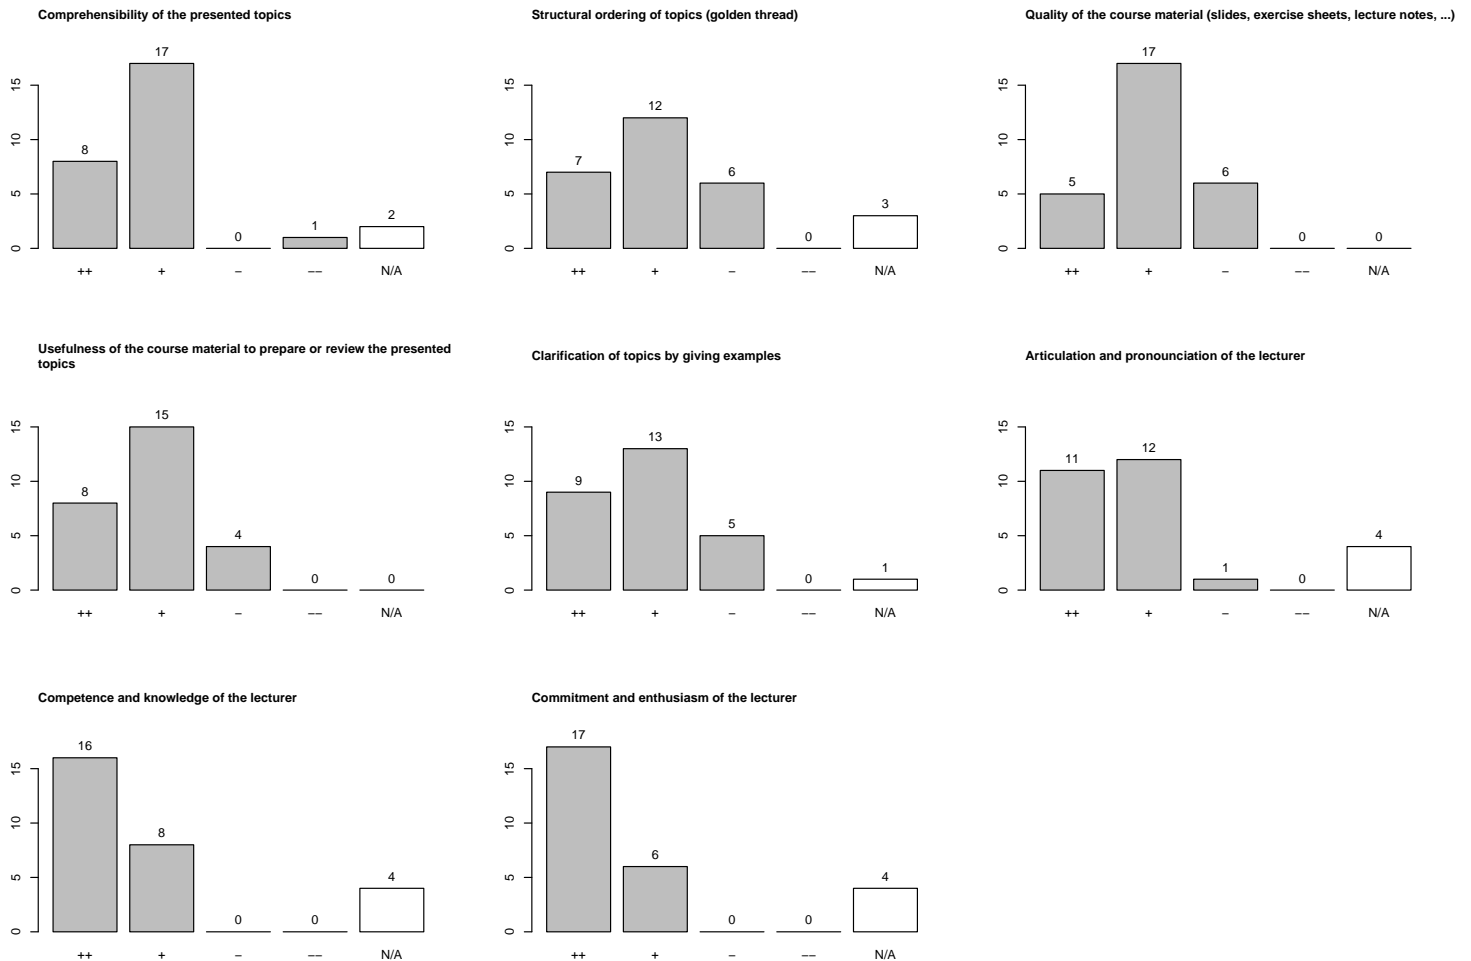 Comprehensibility of the presented topics
17
8
0
1
2
0 5 10 15
++ + − −− N/A
Structural ordering of topics (golden thread)
12
7
6
0
3
0 5 10 15
++ + − −− N/A
Quality of the course material (slides, exercise sheets, lecture notes, ...)
17
5
6
0
0
0 5 10 15
++ + − −− N/A
Usefulness of the course material to prepare or review the presented
topics
15
8
4
0
0
0 5 10 15
++ + − −− N/A
Clarification of topics by giving examples
13
9
5
0
1
0 5 10 15
++ + − −− N/A
Articulation and pronounciation of the lecturer
11
12
1
0
4
0 5 10 15
++ + − −− N/A
Competence and knowledge of the lecturer
16
8
0
0
4
0 5 10 15
++ + − −− N/A
Commitment and enthusiasm of the lecturer
17
6
0
0
4
0 5 10 15
++ + − −− N/A